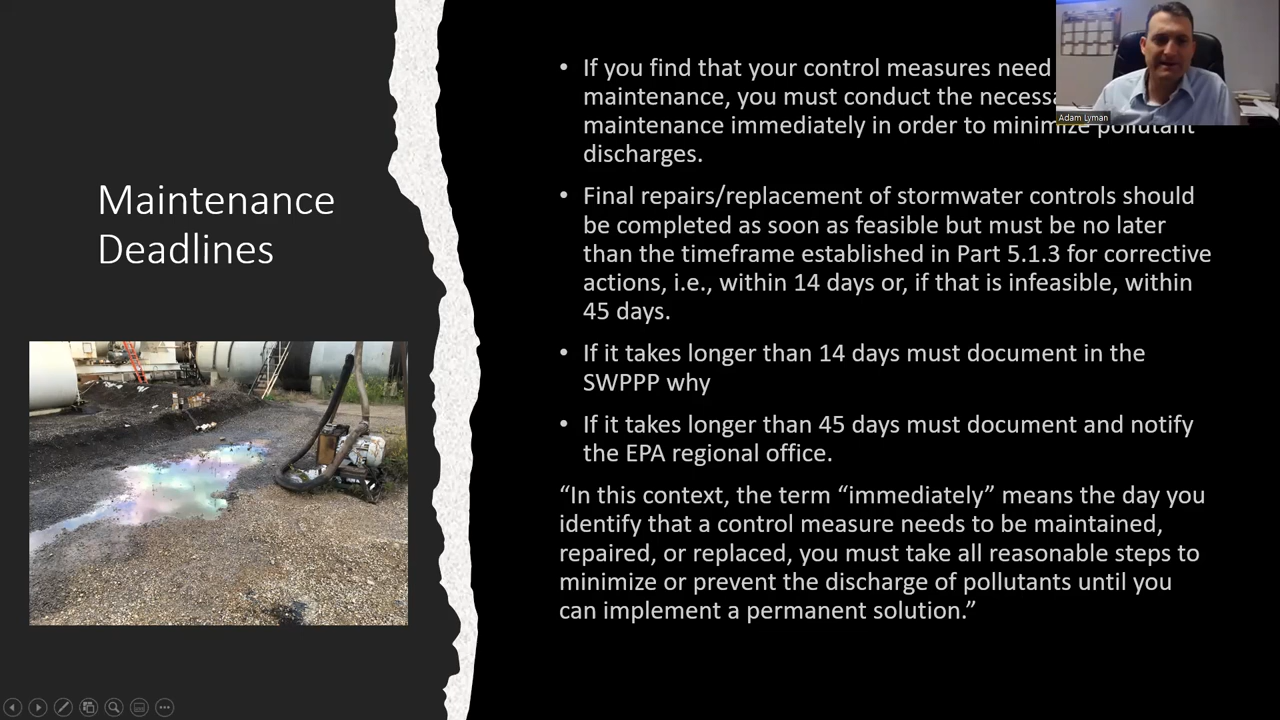 Maintenance
Deadlines
• If you find that your control measures need
maintenance, you must conduct the
maintenance immediately in order to minimize pollutant
discharges.
• Final repairs/replacement of stormwater controls should
be completed as soon as feasible but must be no later
than the timeframe established in Part 5.1.3 for corrective
actions, i.e., within 14 days or, if that is infeasible, within
45 days.
• If it takes longer than 14 days must document in the
SWPPP why
• If it takes longer than 45 days must document and notify
the EPA regional office.
“In this context, the term “immediately” means the day you
identify that a control measure needs to be maintained,
repaired, or replaced, you must take all reasonable steps to
minimize or prevent the discharge of pollutants until you
can implement a permanent solution.”
Adam Lyman